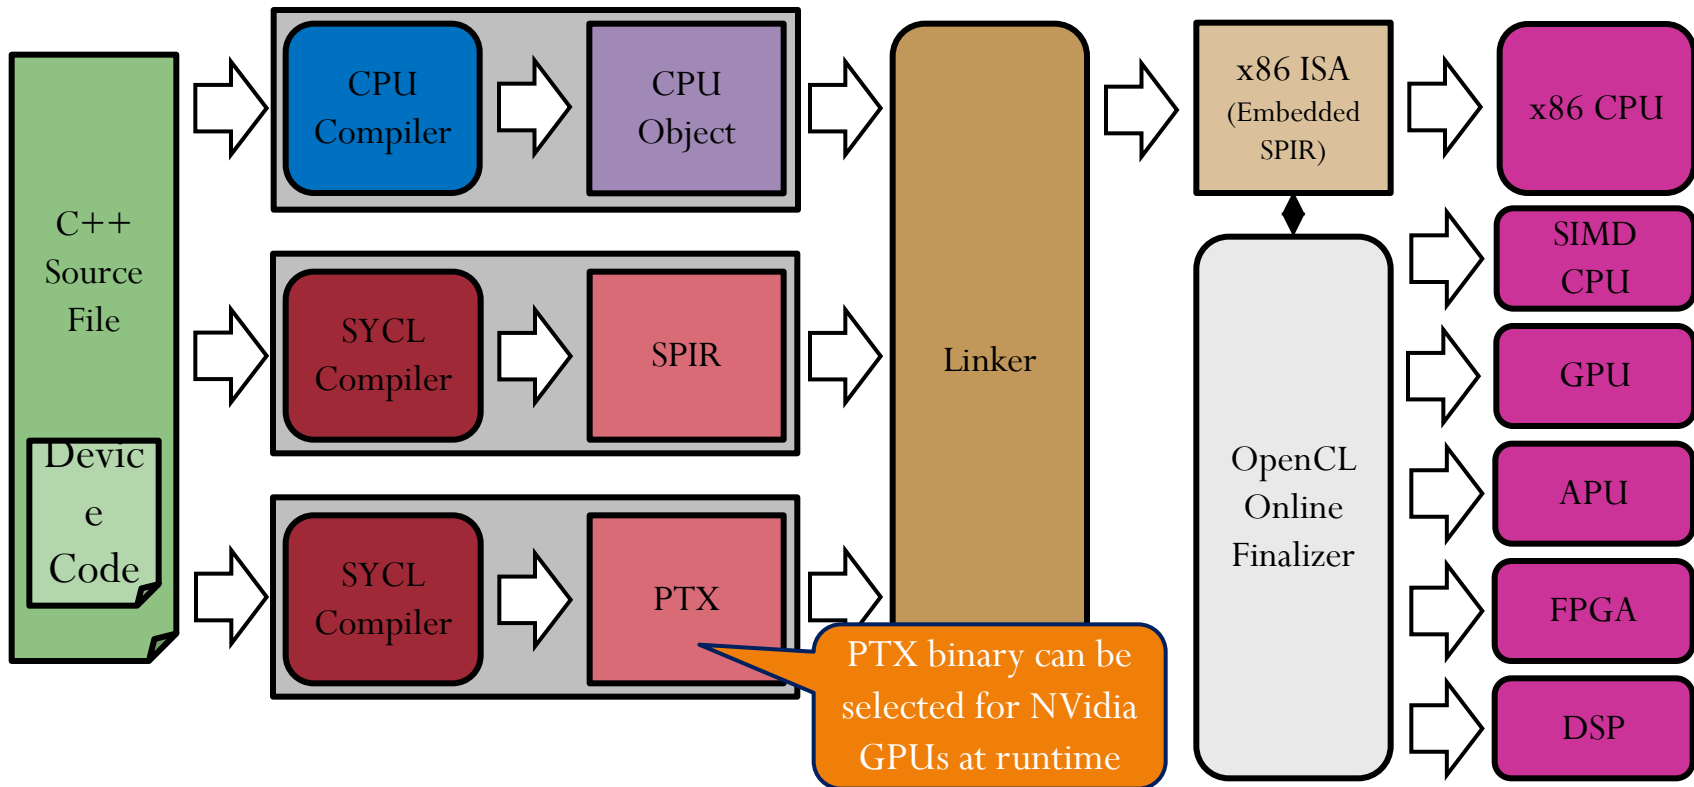 C++
Source
File
Devic
e
Code
CPU
Compiler
CPU
Object
SYCL
Compiler
SPIR
SYCL
Compiler
PTX
PTX binary can be
selected for NVidia
GPUs at runtime
Linker
x86 ISA
(Embedded
SPIR)
OpenCL
Online
Finalizer
x86 CPU
SIMD
CPU
GPU
APU
FPGA
DSP